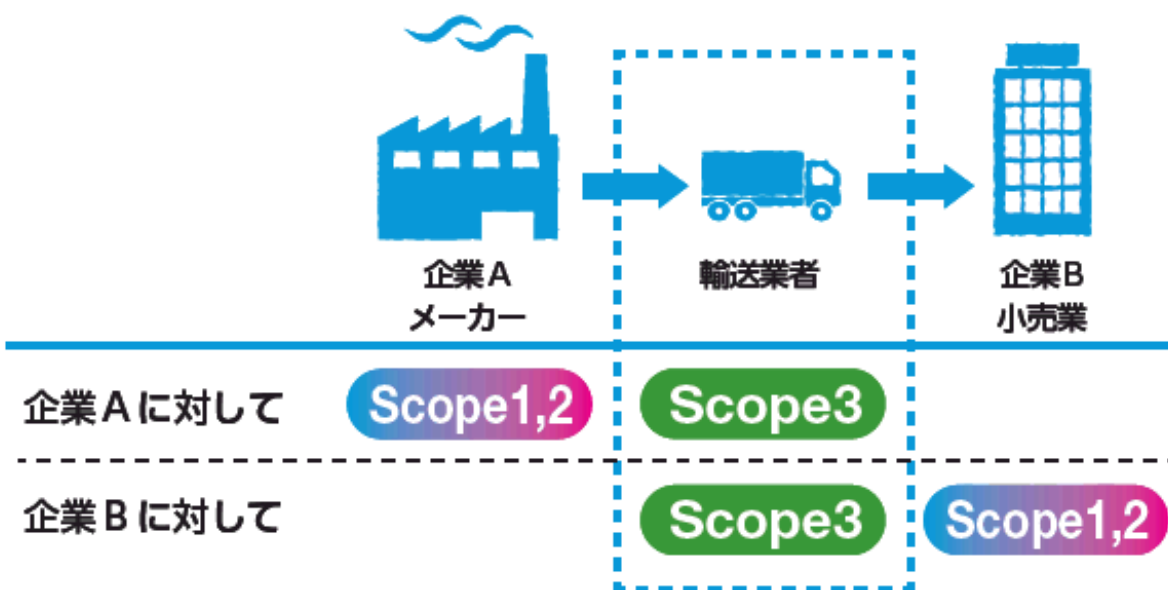 企業A
メーカー
輸送業者
企業B
小売業
企業Aに対して
Scope1,2
Scope3
企業Bに対して
Scope3
Scope1,2